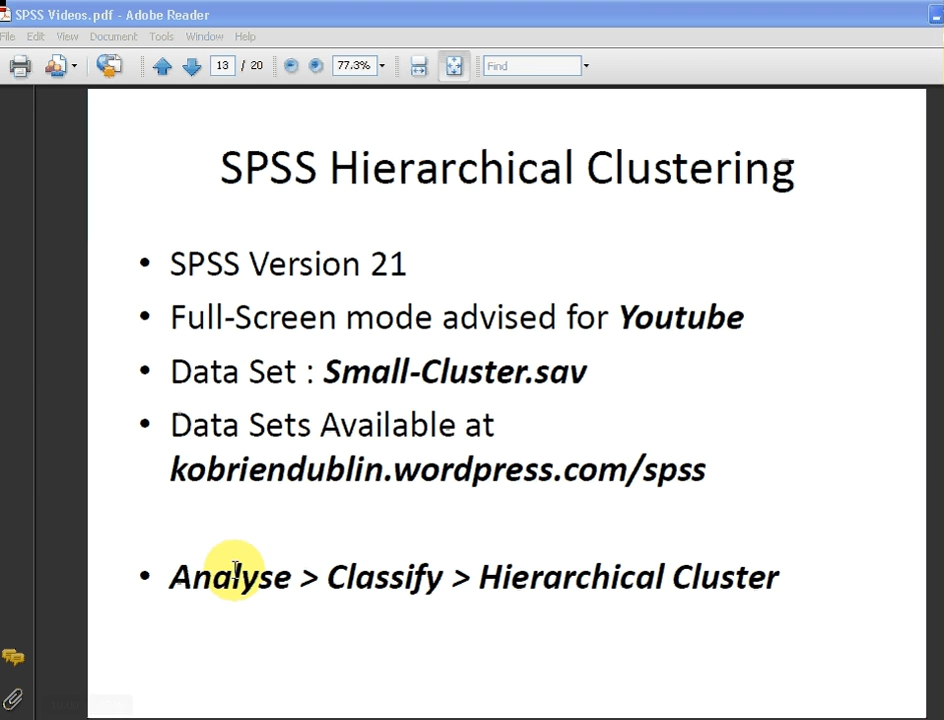 SPSS Videos.pdf - Adobe Reader
File Edit View Document Tools Window Help
13 / 20 77.3% Find
SPSS Hierarchical Clustering
• SPSS Version 21
• Full-Screen mode advised for Youtube
• Data Set : Small-Cluster.sav
• Data Sets Available at
kobriendublin.wordpress.com/spss
• Analyse > Classify > Hierarchical Cluster